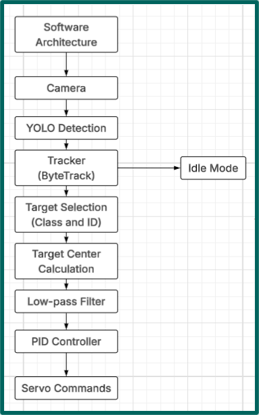 Software
Architecture
Camera
YOLO Detection
Tracker
(ByteTrack)
Idle Mode
Target Selection
(Class and ID)
Target Center
Calculation
Low-pass Filter
PID Controller
Servo Commands